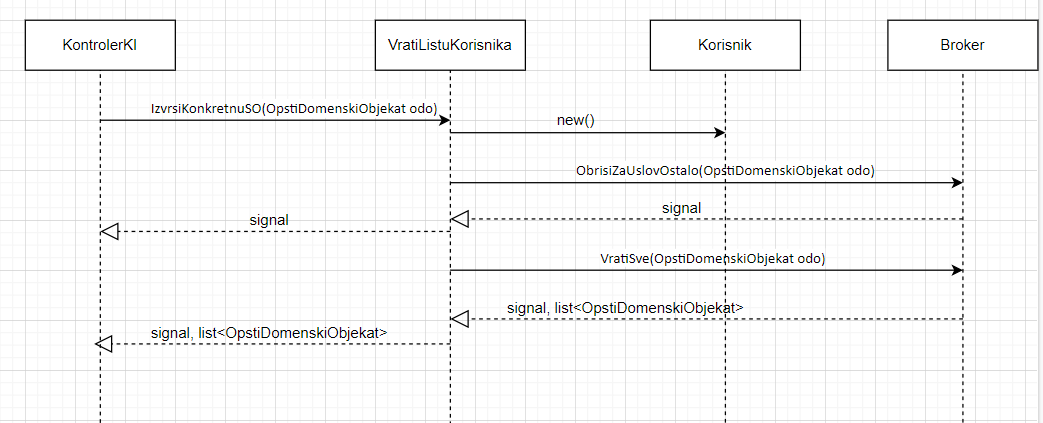 KontrolerKI
VratiListuKorisnika
Korisnik
Broker
IzvrsiKonkretnuSO(OpstiDomenskiObjekat odo)
new()
ObrisiZaUslovOstalo(OpstiDomenskiObjekat odo)
signal
signal
VratiSve(OpstiDomenskiObjekat odo)
signal, list<OpstiDomenskiObjekat>
signal, list<OpstiDomenskiObjekat>